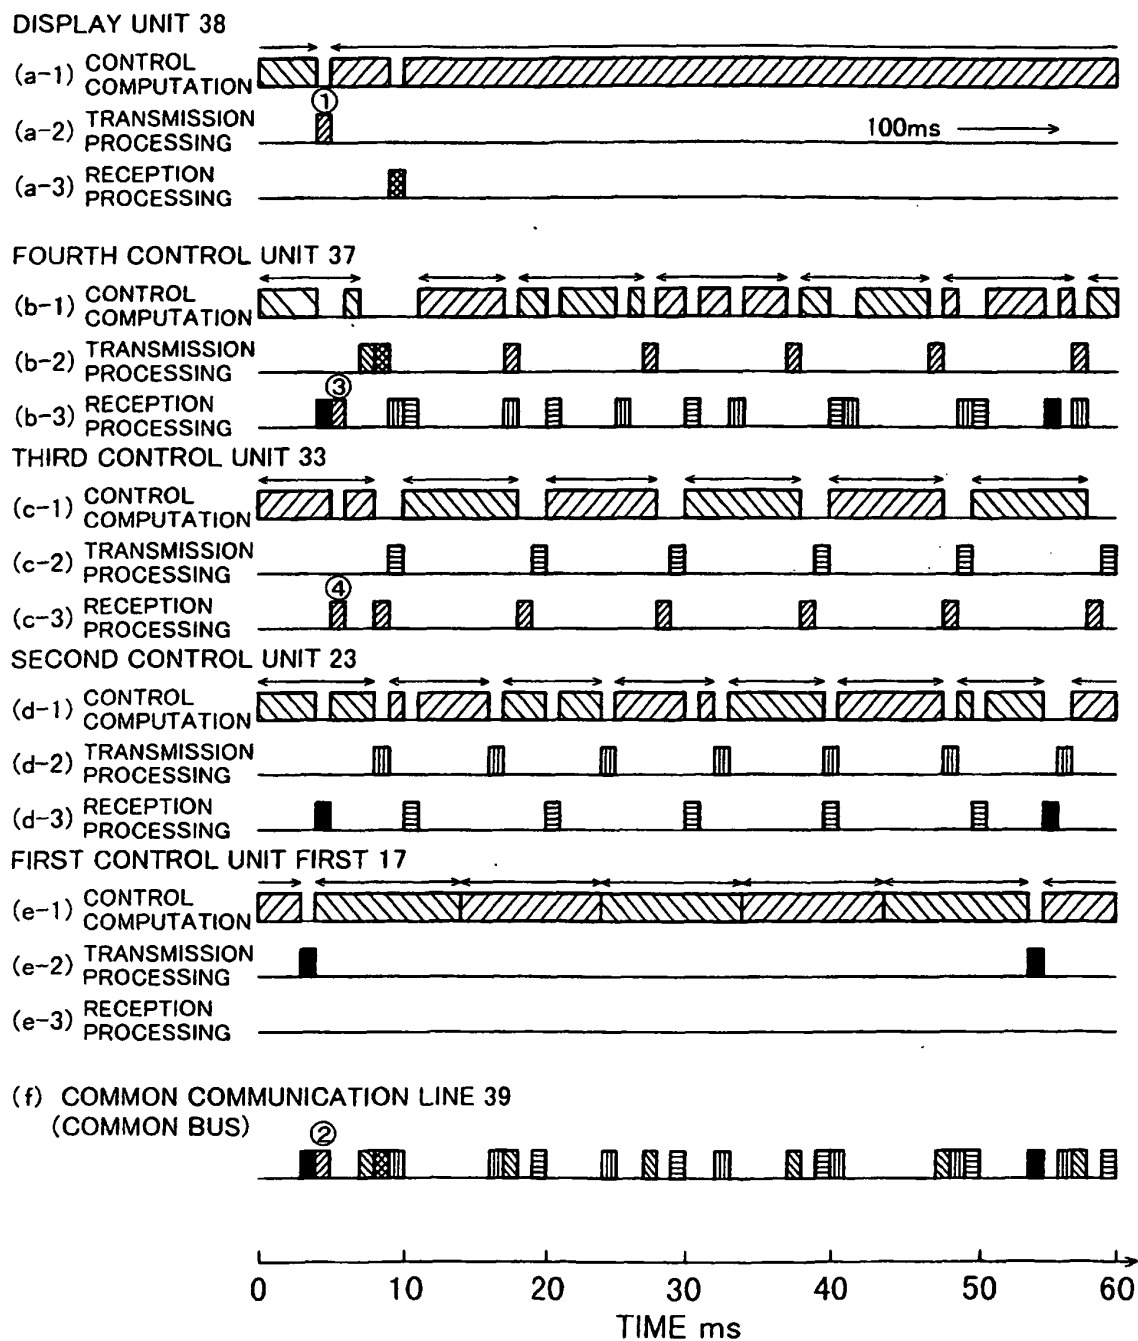 DISPLAY UNIT 38
(a-1) CONTROL
COMPUTATION
①
(a-2) TRANSMISSION
PROCESSING
100ms
(a-3) RECEPTION
PROCESSING
FOURTH CONTROL UNIT 37
(b-1) CONTROL
COMPUTATION
(b-2) TRANSMISSION
PROCESSING
③
(b-3) RECEPTION
PROCESSING
THIRD CONTROL UNIT 33
(c-1) CONTROL
COMPUTATION
(c-2) TRANSMISSION
PROCESSING
④
(c-3) RECEPTION
PROCESSING
SECOND CONTROL UNIT 23
(d-1) CONTROL
COMPUTATION
(d-2) TRANSMISSION
PROCESSING
(d-3) RECEPTION
PROCESSING
FIRST CONTROL UNIT FIRST 17
(e-1) CONTROL
COMPUTATION
(e-2) TRANSMISSION
PROCESSING
(e-3) RECEPTION
PROCESSING
(f) COMMON COMMUNICATION LINE 39
(COMMON BUS)
②
0 10 20 30 40 50 60
TIME ms